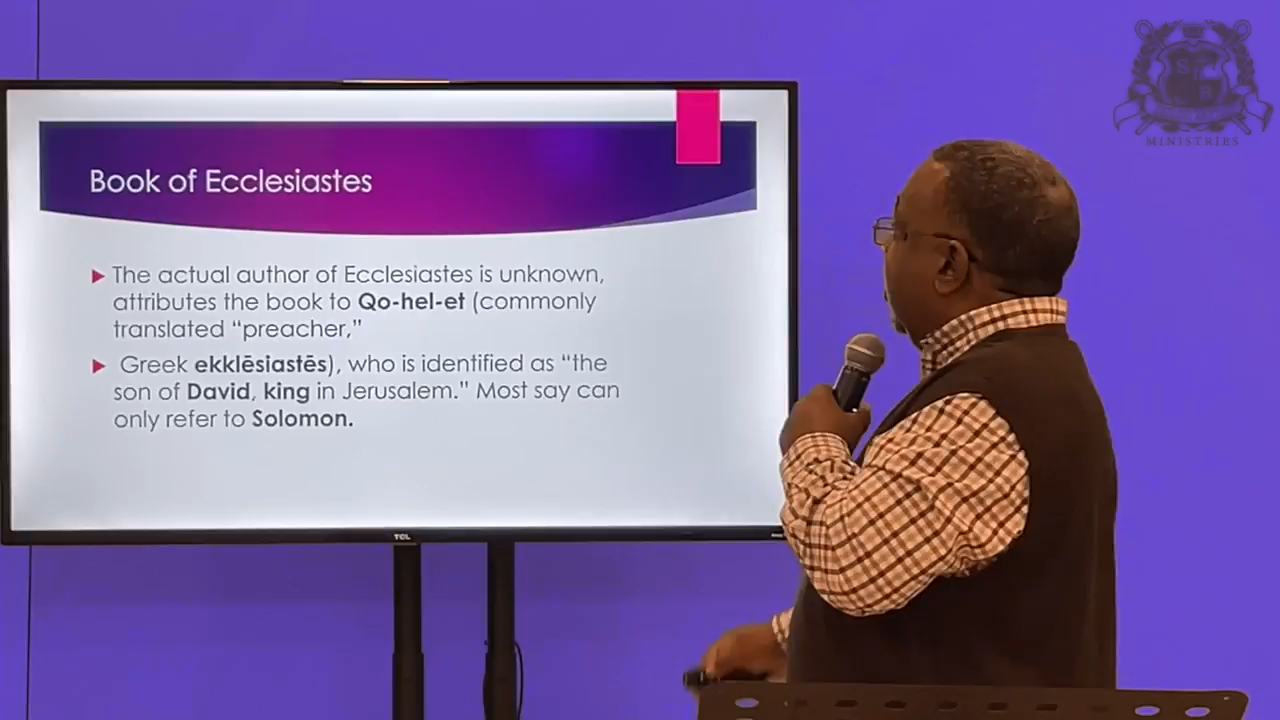 Book of Ecclesiastes
▶ The actual author of Ecclesiastes is unknown,
attributes the book to Qo-hel-et (commonly
translated “preacher,”
▶ Greek ekklēsiastēs), who is identified as “the
son of David, king in Jerusalem.” Most say can
only refer to Solomon.
TCL
MINISTRIES